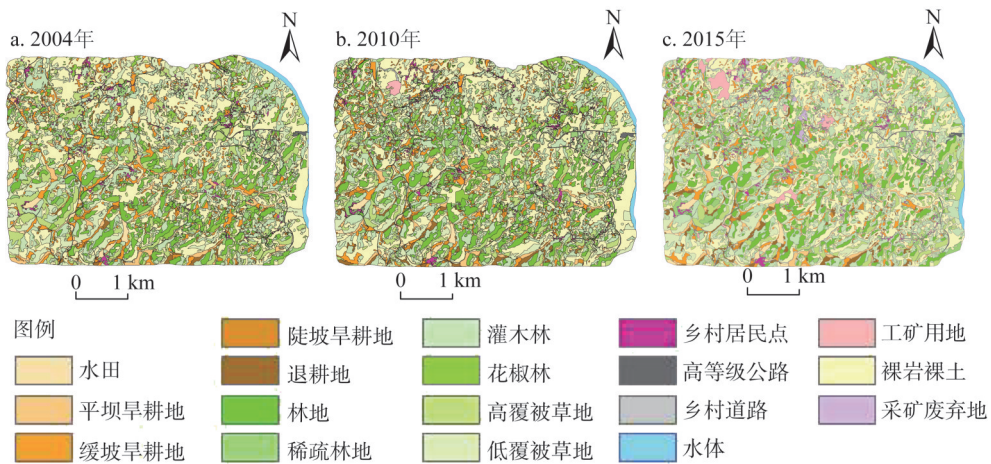 N
N
N
a. 2004年
b. 2010年
c. 2015年
0 1 km
0 1 km
0 1 km
图例
水田
平坝旱耕地
缓坡旱耕地
陡坡旱耕地
退耕地
林地
稀疏林地
灌木林
花椒林
高覆被草地
低覆被草地
乡村居民点
高等级公路
乡村道路
水体
工矿用地
裸岩裸土
采矿废弃地